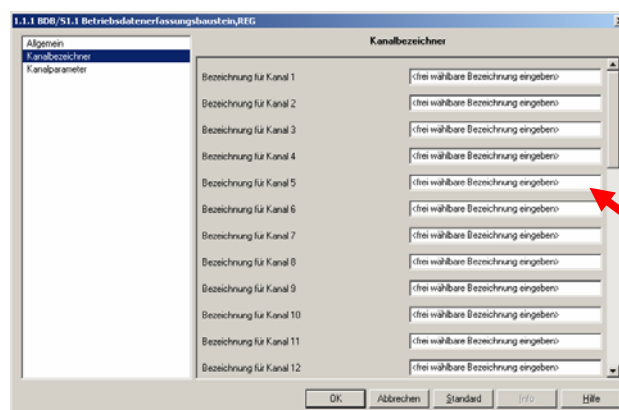 1.1.1 BDB/S1.1 Betriebsdatenerfassungsbaustein,REG
Allgemein
Kanalbezeichner
Kanalparameter
Kanalbezeichner
Bezeichnung für Kanal 1 <frei wählbare Bezeichnung eingeben>
Bezeichnung für Kanal 2 <frei wählbare Bezeichnung eingeben>
Bezeichnung für Kanal 3 <frei wählbare Bezeichnung eingeben>
Bezeichnung für Kanal 4 <frei wählbare Bezeichnung eingeben>
Bezeichnung für Kanal 5 <frei wählbare Bezeichnung eingeben>
Bezeichnung für Kanal 6 <frei wählbare Bezeichnung eingeben>
Bezeichnung für Kanal 7 <frei wählbare Bezeichnung eingeben>
Bezeichnung für Kanal 8 <frei wählbare Bezeichnung eingeben>
Bezeichnung für Kanal 9 <frei wählbare Bezeichnung eingeben>
Bezeichnung für Kanal 10 <frei wählbare Bezeichnung eingeben>
Bezeichnung für Kanal 11 <frei wählbare Bezeichnung eingeben>
Bezeichnung für Kanal 12 <frei wählbare Bezeichnung eingeben>
OK Abbrechen Standard Info Hilfe